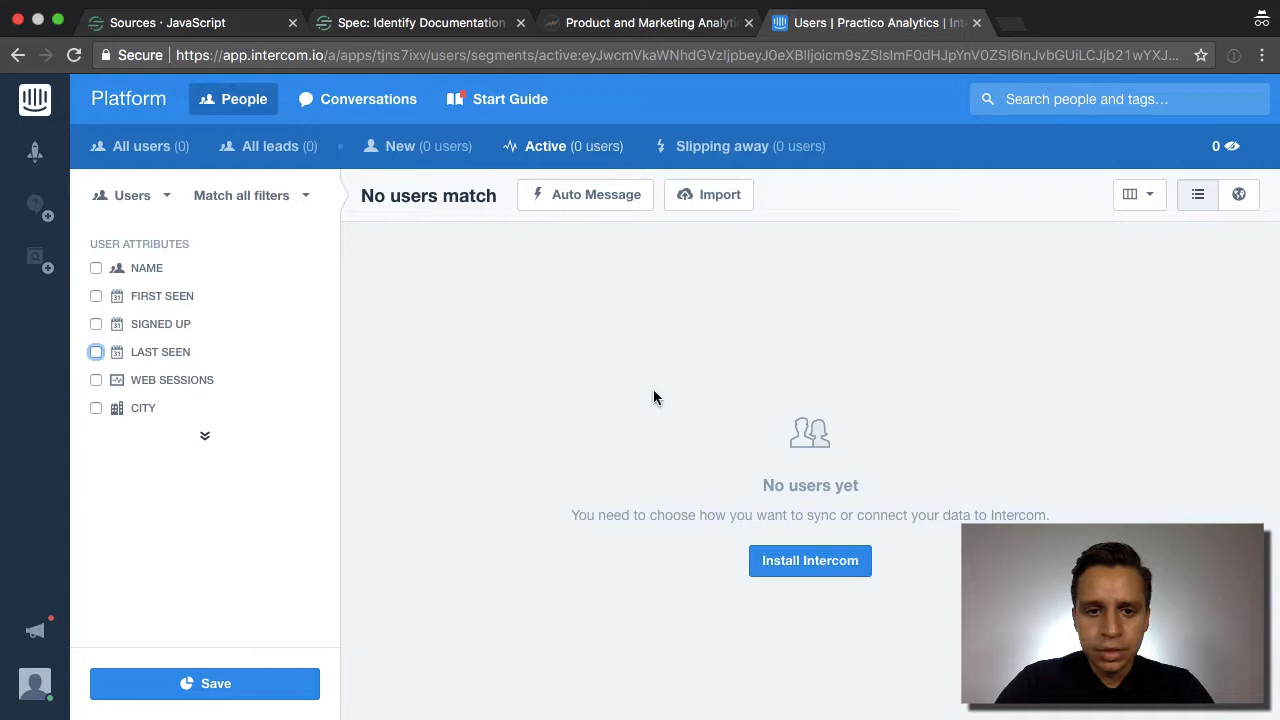 Sources · JavaScript
Spec: Identify Documentation
Product and Marketing Analyti
Users | Practico Analytics | Int
Secure
https://app.intercom.io/a/apps/tjns7ixv/users/segments/active:eyJwcmVkaWNhdGVzIjpbeyJ0eXBlIjoicm9sZSIsImF0dHJpYnV0ZSI6InJvbGUiLCJjb21wYXJ...
Platform
People
Conversations
Start Guide
Search people and tags...
All users (0)
All leads (0)
New (0 users)
Active (0 users)
Slipping away (0 users)
0
Users
Match all filters
No users match
Auto Message
Import
USER ATTRIBUTES
NAME
31 FIRST SEEN
31 SIGNED UP
31 LAST SEEN
WEB SESSIONS
CITY
No users yet
You need to choose how you want to sync or connect your data to Intercom.
Install Intercom
Save